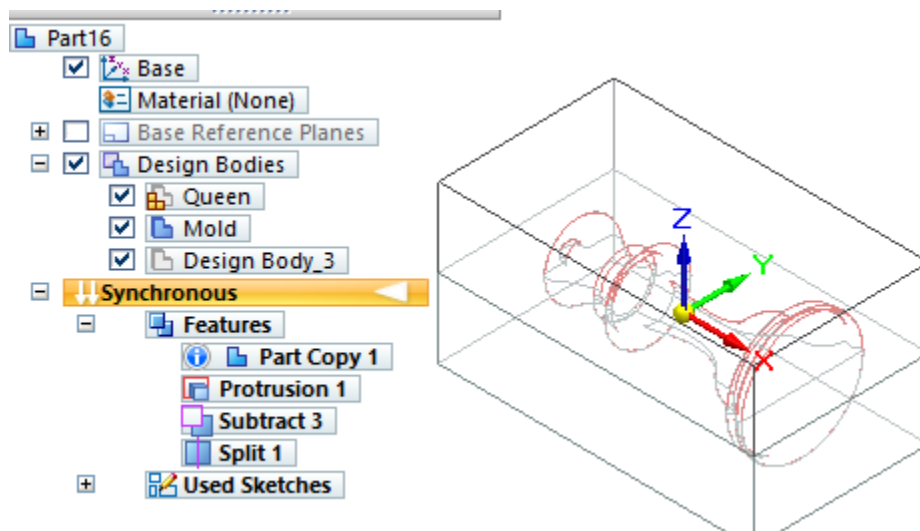 Part16
Base
Material (None)
Base Reference Planes
Design Bodies
Queen
Mold
Design Body_3
Synchronous
Features
Part Copy 1
Protrusion 1
Subtract 3
Split 1
Used Sketches
Z
Y
X